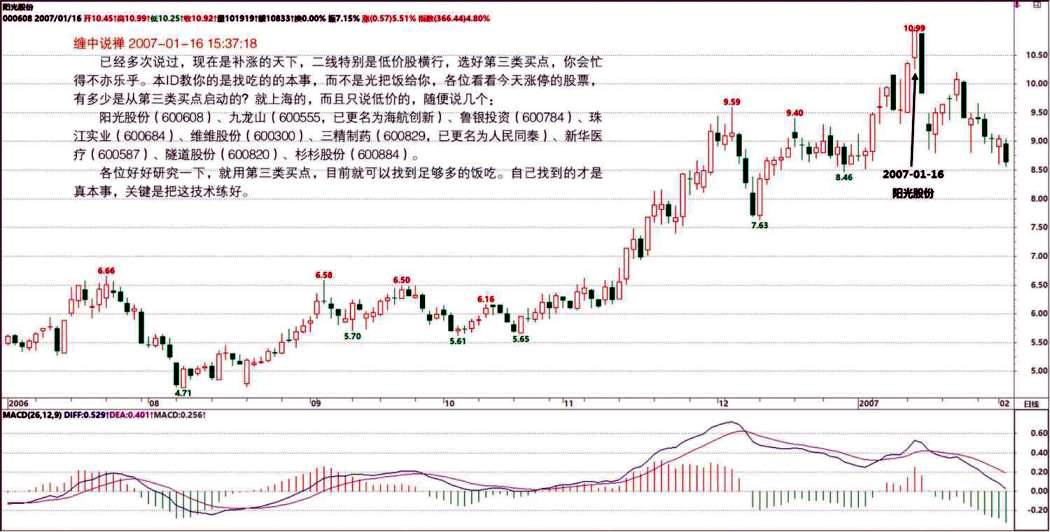 阳光股份
000608 2007/01/16 开10.45↑高10.99↑低10.25↑收10.92↑量101919↑额10833↑换0.00% 振7.15% 涨(0.57)5.51% 指数(366.44)4.80%
缠中说禅 2007-01-16 15:37:18
已经多次说过，现在是补涨的天下，二线特别是低价股横行，选好第三类买点，你会忙
得不亦乐乎。本ID教你的是找吃的的本事，而不是光把饭给你，各位看看今天涨停的股票，
有多少是从第三类买点启动的？就上海的，而且只说低价的，随便说几个：
阳光股份（600608）、九龙山（600555，已更名为海航创新）、鲁银投资（600784）、珠
江实业（600684）、维维股份（600300）、三精制药（600829，已更名为人民同泰）、新华医
疗（600587）、隧道股份（600820）、杉杉股份（600884）。
各位好好研究一下，就用第三类买点，目前就可以找到足够多的饭吃。自己找到的才是
真本事，关键是把这技术练好。
10.99
10.50
10.00
9.59
9.50
9.40
9.00
8.46
8.50
2007-01-16
阳光股份
8.00
7.63
7.50
7.00
6.66
6.58
6.50
6.50
6.16
6.00
5.70
5.61
5.65
5.50
5.00
4.71
2006
08
09
10
11
12
2007
02
日线
MACD(26,12,9) DIFF:0.529↑DEA:0.401↑MACD:0.256↑
0.60
0.40
0.20
0.00
-0.20